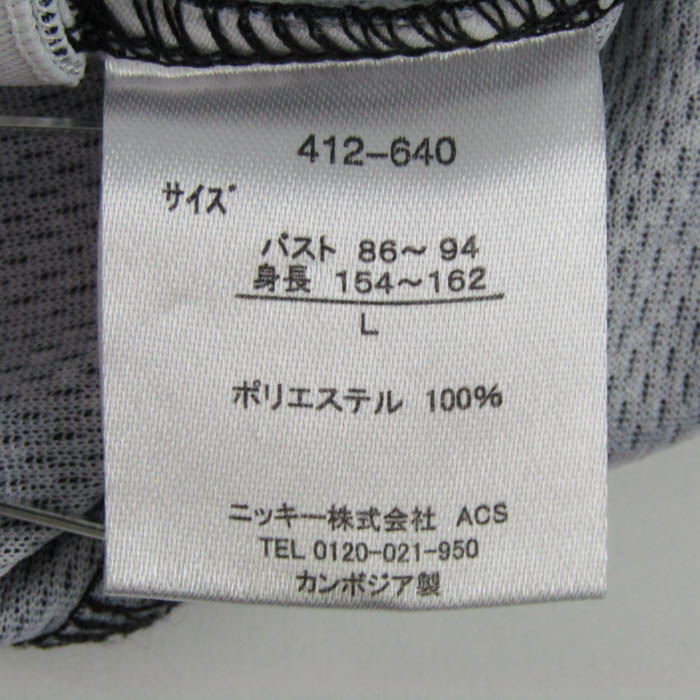 412-640
サイズ
バスト 86～94
身長 154～162
L
ポリエステル 100%
ニッキー株式会社 ACS
TEL 0120-021-950
カンボジア製